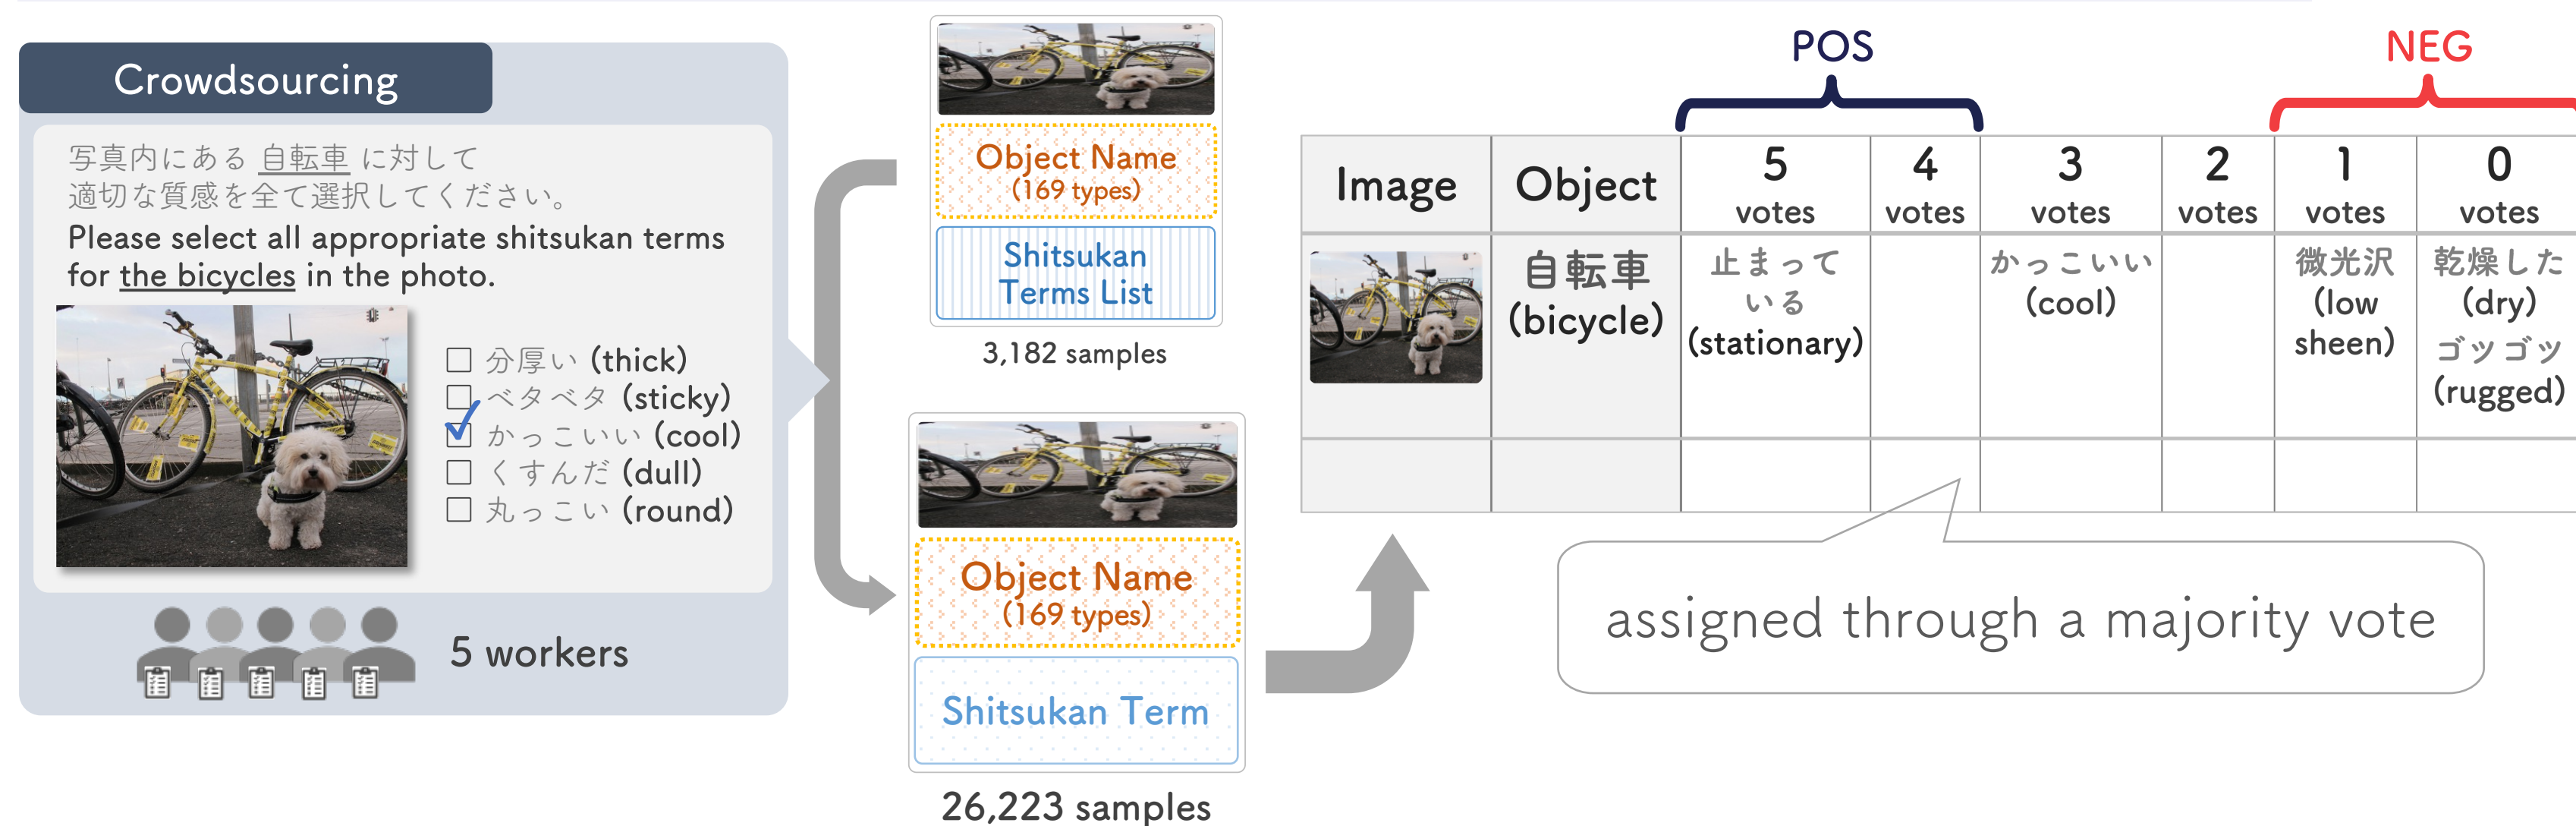 Crowdsourcing
写真内にある 自転車 に対して
適切な質感を全て選択してください。
Please select all appropriate shitsukan terms
for the bicycles in the photo.
分厚い (thick)
ベタベタ (sticky)
かっこいい (cool)
くすんだ (dull)
丸っこい (round)
5 workers
Object Name
(169 types)
Shitsukan
Terms List
3,182 samples
Object Name
(169 types)
Shitsukan Term
26,223 samples
POS
NEG
Image
Object
5
votes
4
votes
3
votes
2
votes
1
votes
0
votes
自転車
(bicycle)
止まって
いる
(stationary)
かっこいい
(cool)
微光沢
(low
sheen)
乾燥した
(dry)
ゴツゴツ
(rugged)
assigned through a majority vote